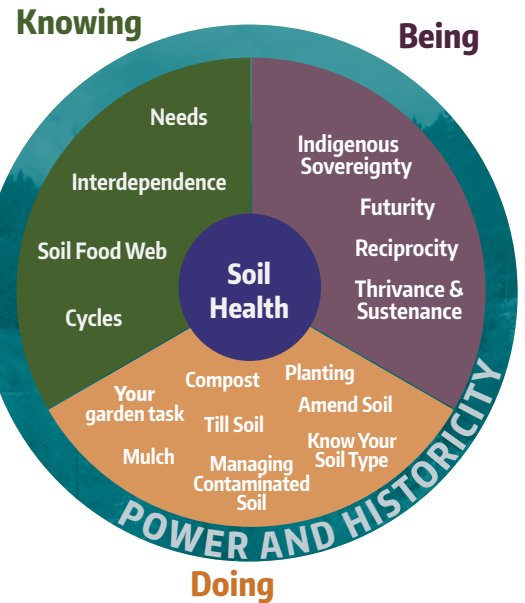 Knowing
Being
Needs
Interdependence
Soil Food Web
Cycles
Indigenous
Sovereignty
Futurity
Reciprocity
Thrivance &
Sustenance
Soil
Health
Compost
Planting
Your
garden task
Amend Soil
Till Soil
Know Your
Soil Type
Mulch
Managing
Contaminated
Soil
POWER AND HISTORICITY
Doing